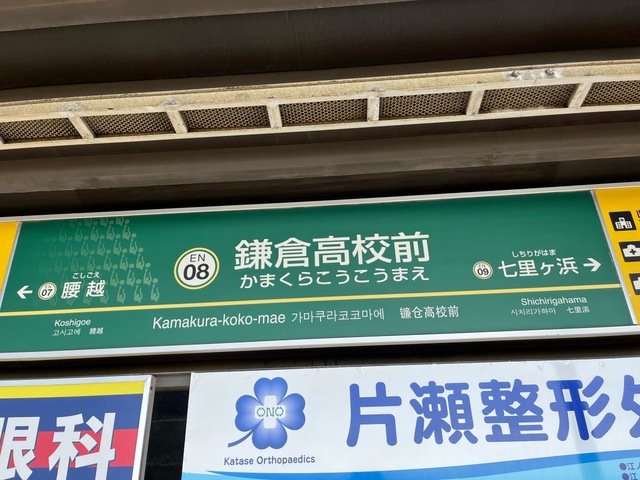 EN
08
鎌倉高校前
かまくらこうこうまえ
こしごえ
07
腰越
しちりがはま
EN
09
七里ヶ浜
Koshigoe
고시고에 腰越
Kamakura-koko-mae 가마쿠라코코마에 镰仓高校前
Shichirigahama
시치리가하마 七里滨
眼科
ONO
Katase Orthopaedics
片瀬整形外